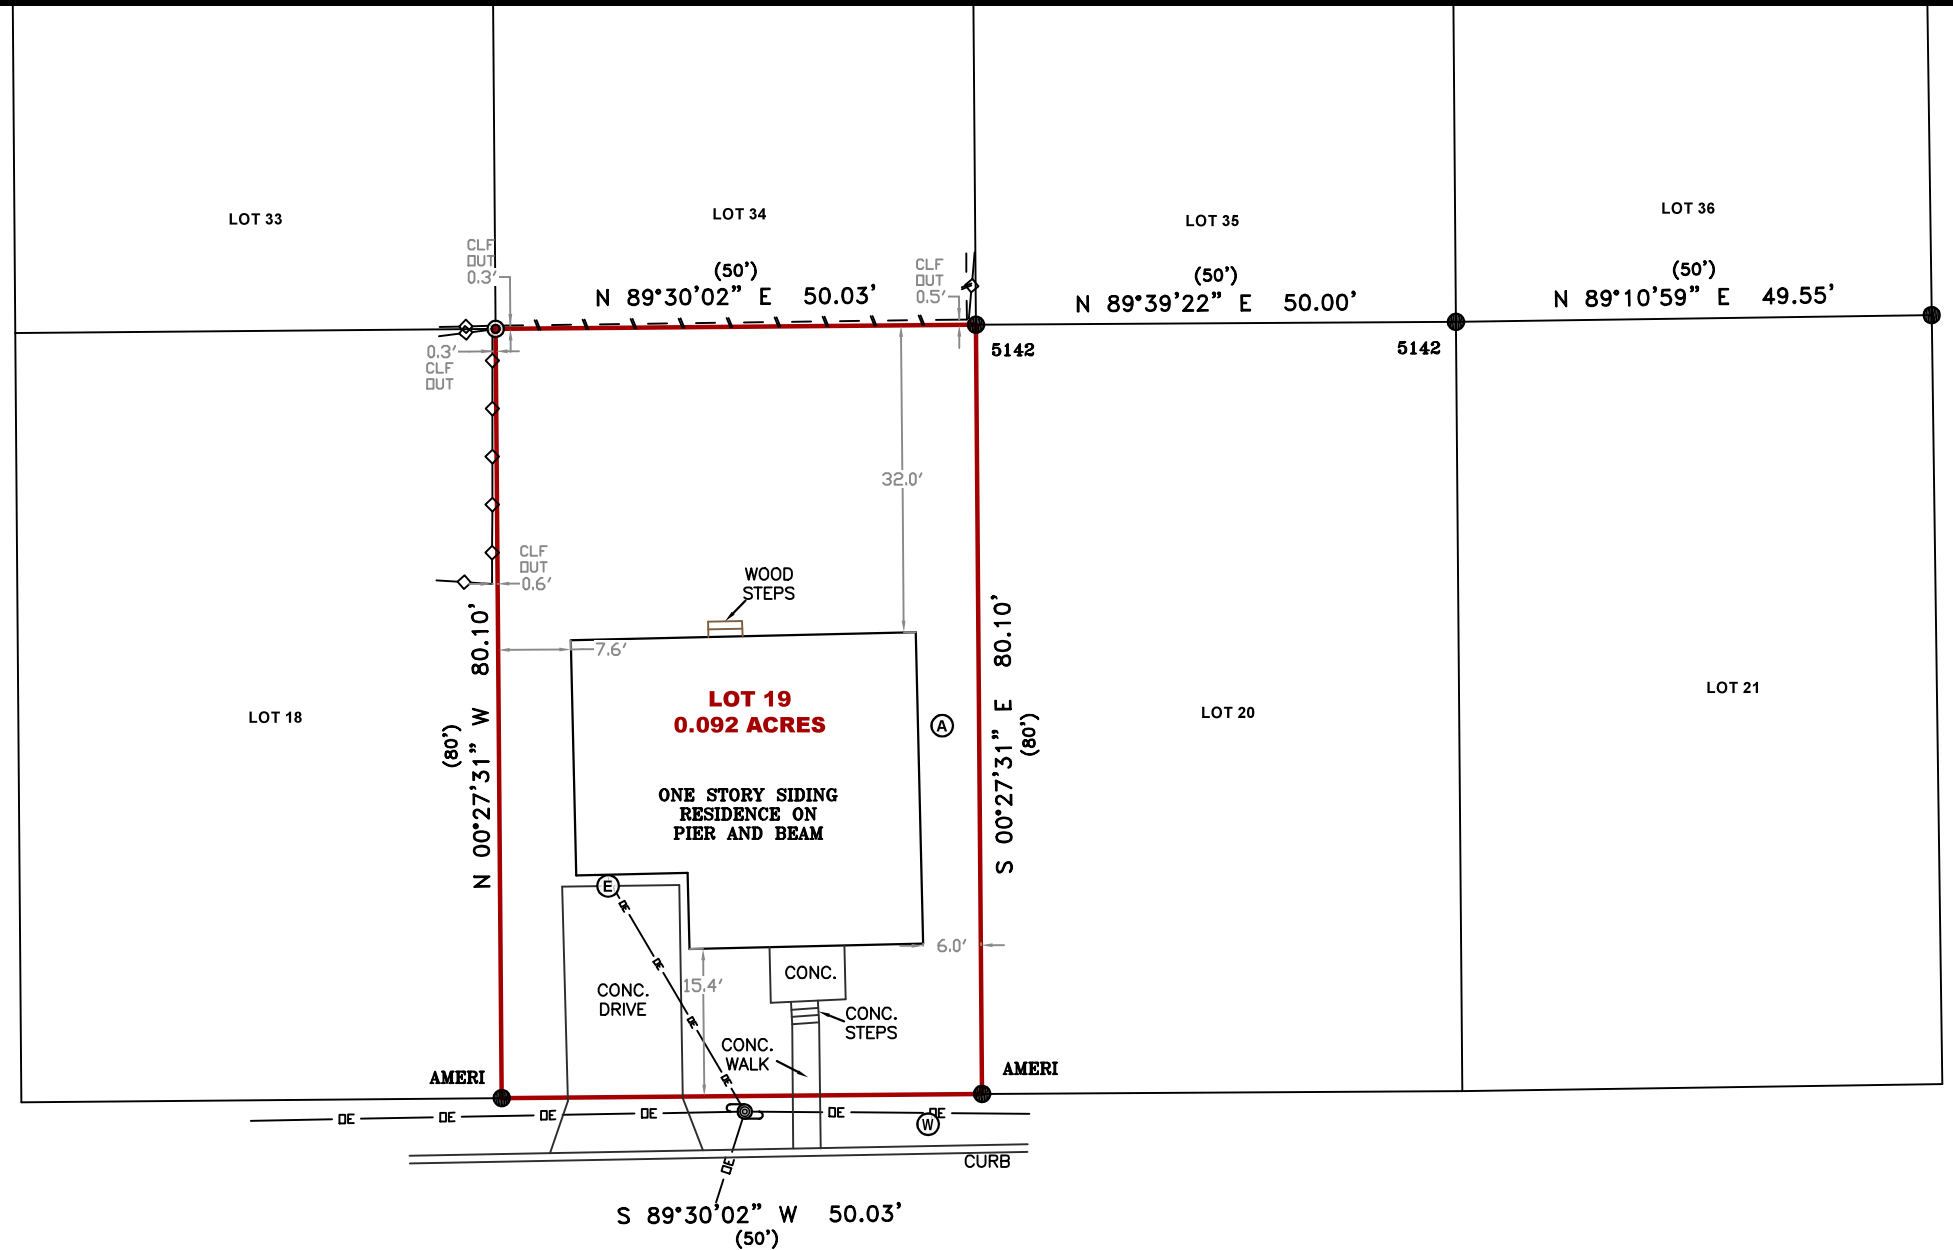 LOT 33
LOT 34
LOT 35
LOT 36
CLF
OUT
0.3'
(50')
N 89°30'02" E 50.03'
CLF
OUT
0.5'
(50')
N 89°39'22" E 50.00'
(50')
N 89°10'59" E 49.55'
0.3'
CLF
OUT
5142
5142
32.0'
CLF
OUT
0.6'
WOOD
STEPS
7.6'
N 00°27'31" W 80.10'
(80')
S 00°27'31" E 80.10'
(80')
LOT 18
LOT 19
0.092 ACRES
A
LOT 20
LOT 21
ONE STORY SIDING
RESIDENCE ON
PIER AND BEAM
E
OE
OE
OE
OE
6.0'
15.4'
CONC.
CONC.
DRIVE
CONC.
STEPS
CONC.
WALK
AMERI
AMERI
OE
OE
OE
OE
OE
OE
W
OE
CURB
S 89°30'02" W 50.03'
(50')